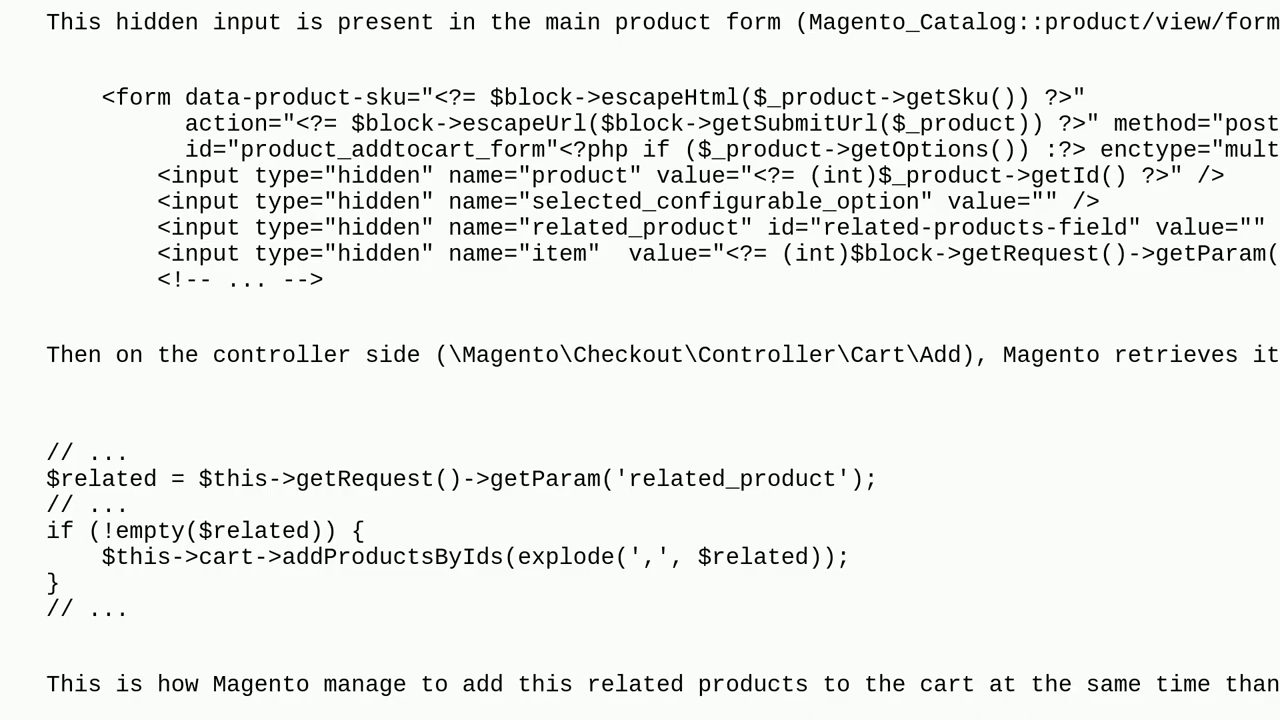 This hidden input is present in the main product form (Magento_Catalog::product/view/form
<form data-product-sku="<?= $block->escapeHtml($_product->getSku()) ?>"
action="<?= $block->escapeUrl($block->getSubmitUrl($_product)) ?>" method="post
id="product_addtocart_form"<?php if ($_product->getOptions()) :?> enctype="mult
<input type="hidden" name="product" value="<?= (int)$_product->getId() ?>" />
<input type="hidden" name="selected_configurable_option" value="" />
<input type="hidden" name="related_product" id="related-products-field" value=""
<input type="hidden" name="item"  value="<?= (int)$block->getRequest()->getParam(
<!-- ... -->
Then on the controller side (\Magento\Checkout\Controller\Cart\Add), Magento retrieves it
// ...
$related = $this->getRequest()->getParam('related_product');
// ...
if (!empty($related)) {
$this->cart->addProductsByIds(explode(',', $related));
}
// ...
This is how Magento manage to add this related products to the cart at the same time than